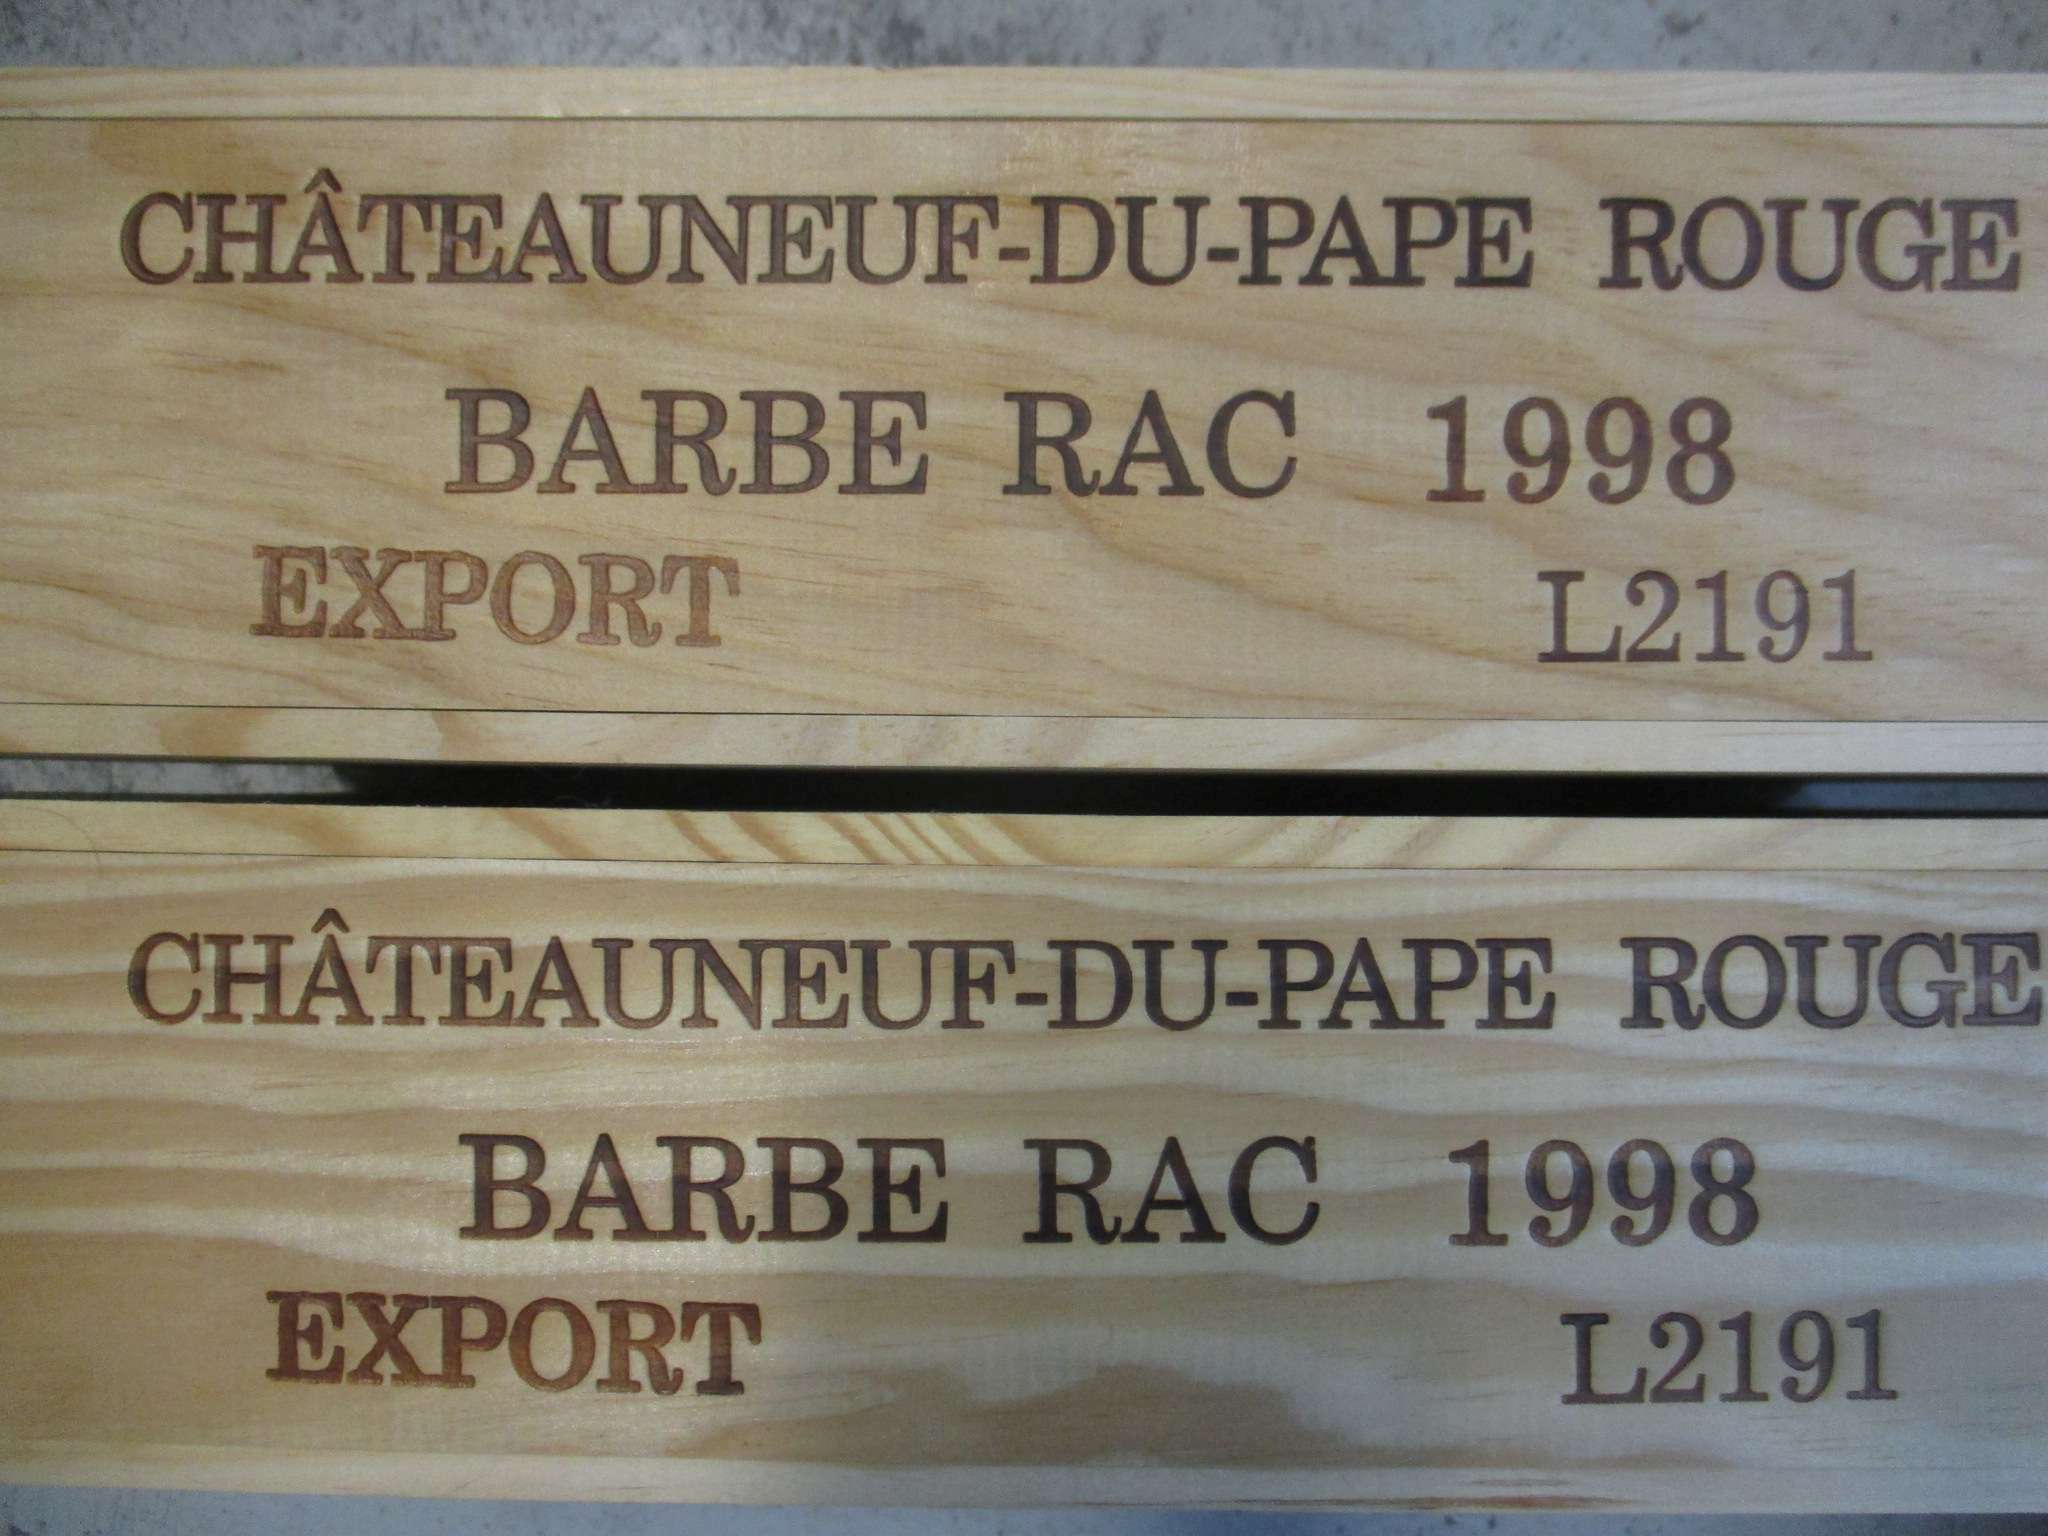 CHÂTEAUNEUF-DU-PAPE ROUGE
BARBE RAC 1998
EXPORT L2191
CHÂTEAUNEUF-DU-PAPE ROUGE
BARBE RAC 1998
EXPORT L2191